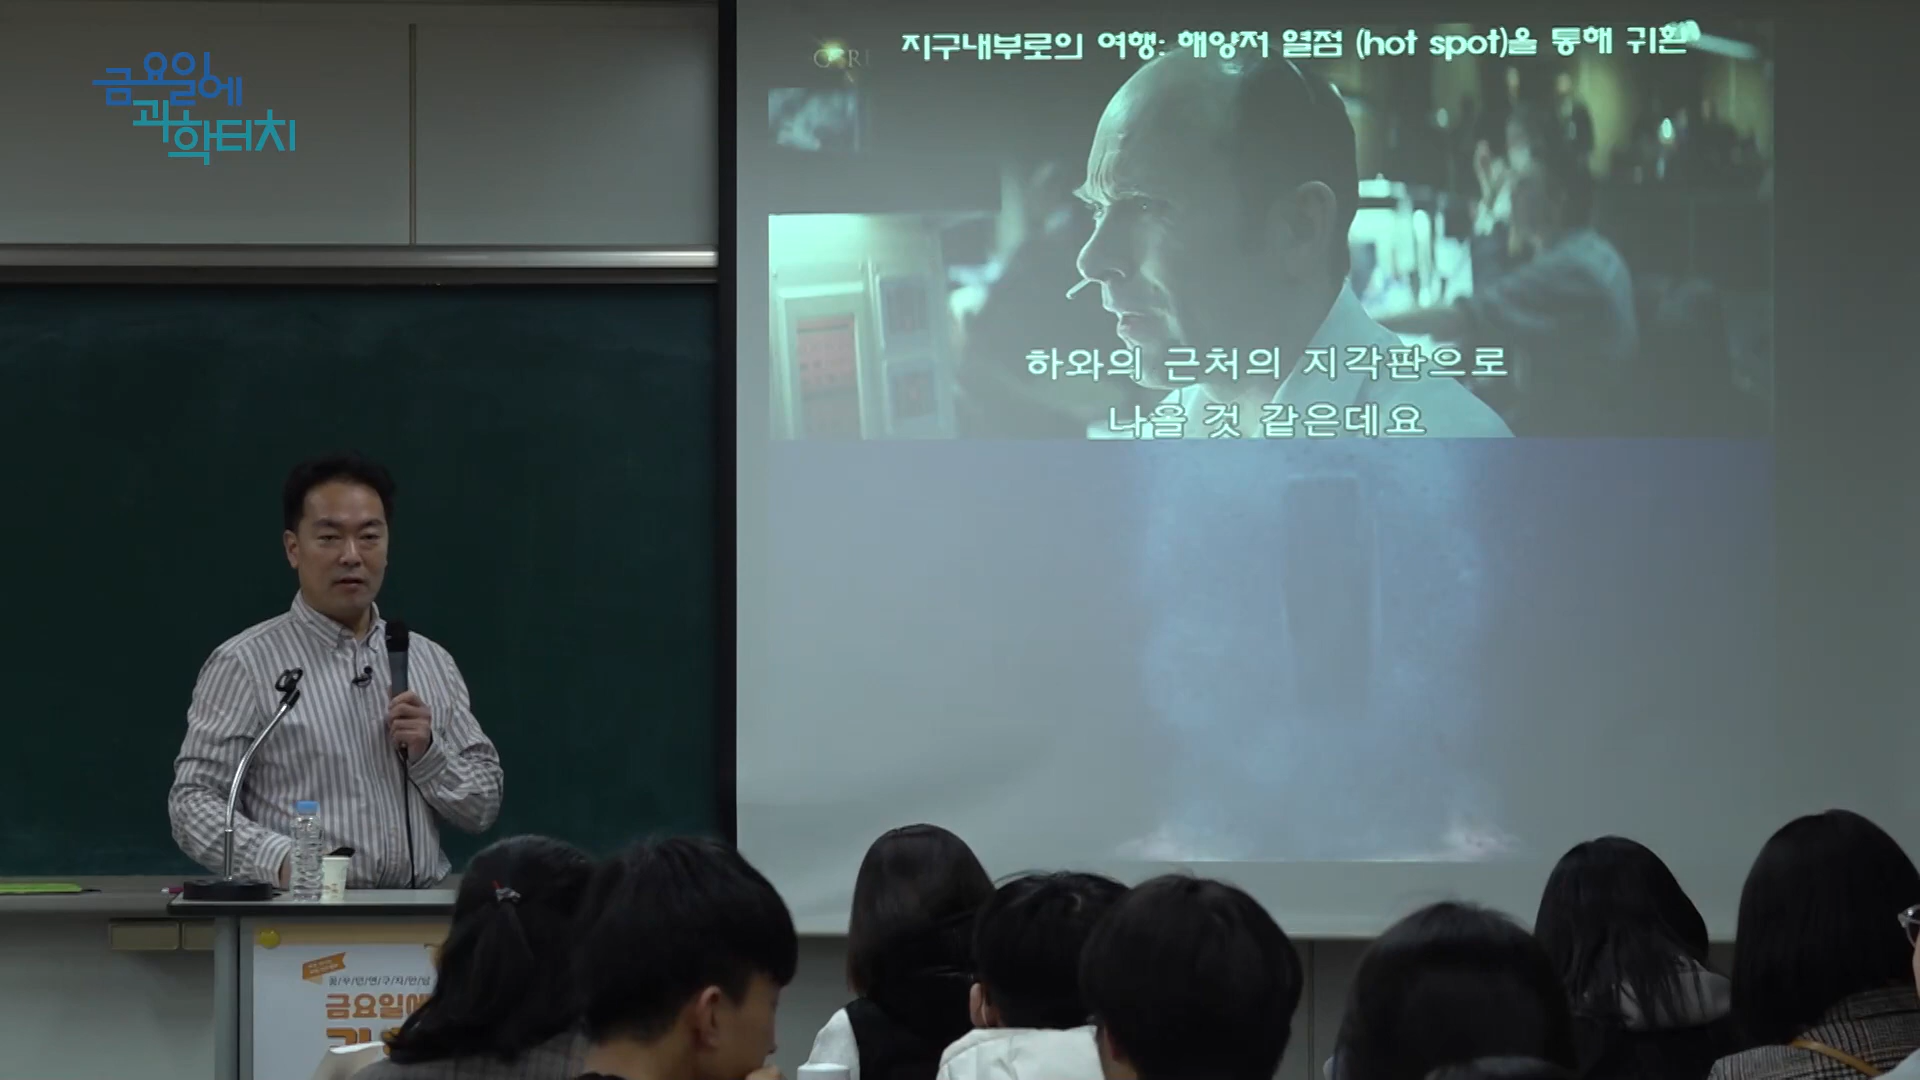 금요일에
과학터치
지구내부로의 여행: 해양저 열점 (hot spot)을 통해 귀환
하와의 근처의 지각판으로
나올 것 같은데요
금요일에